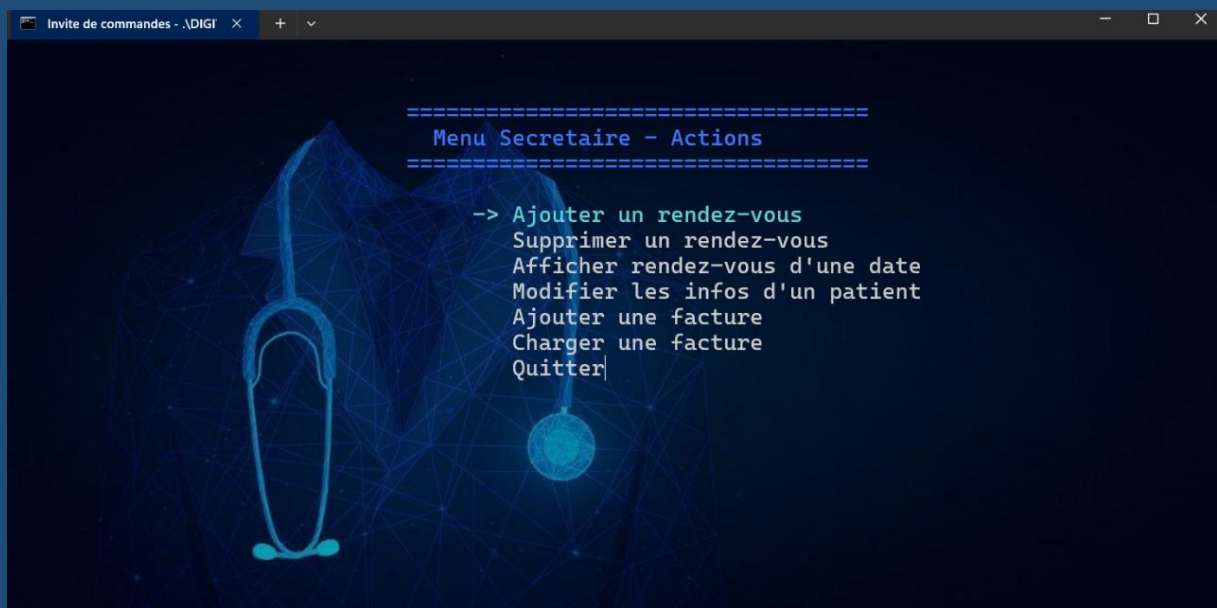 Invite de commandes - .\DIGI
==================================
Menu Secretaire - Actions
==================================
-> Ajouter un rendez-vous
Supprimer un rendez-vous
Afficher rendez-vous d'une date
Modifier les infos d'un patient
Ajouter une facture
Charger une facture
Quitter